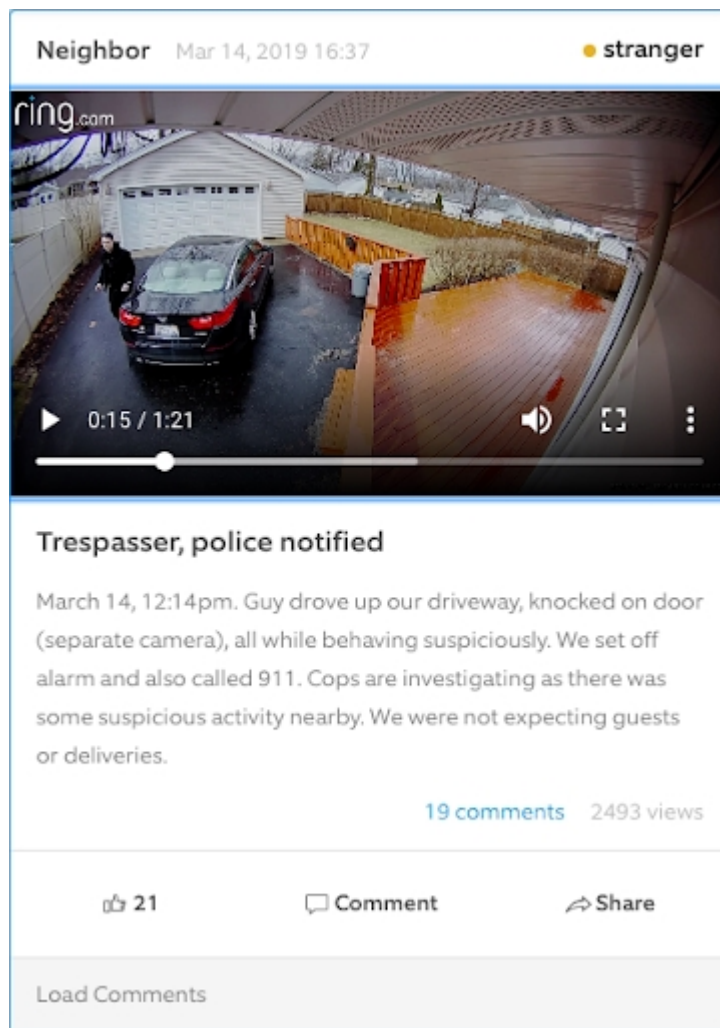 Neighbor Mar 14, 2019 16:37 stranger
ring.com
0:15 / 1:21
Trespasser, police notified
March 14, 12:14pm. Guy drove up our driveway, knocked on door
(separate camera), all while behaving suspiciously. We set off
alarm and also called 911. Cops are investigating as there was
some suspicious activity nearby. We were not expecting guests
or deliveries.
19 comments 2493 views
21 Comment Share
Load Comments